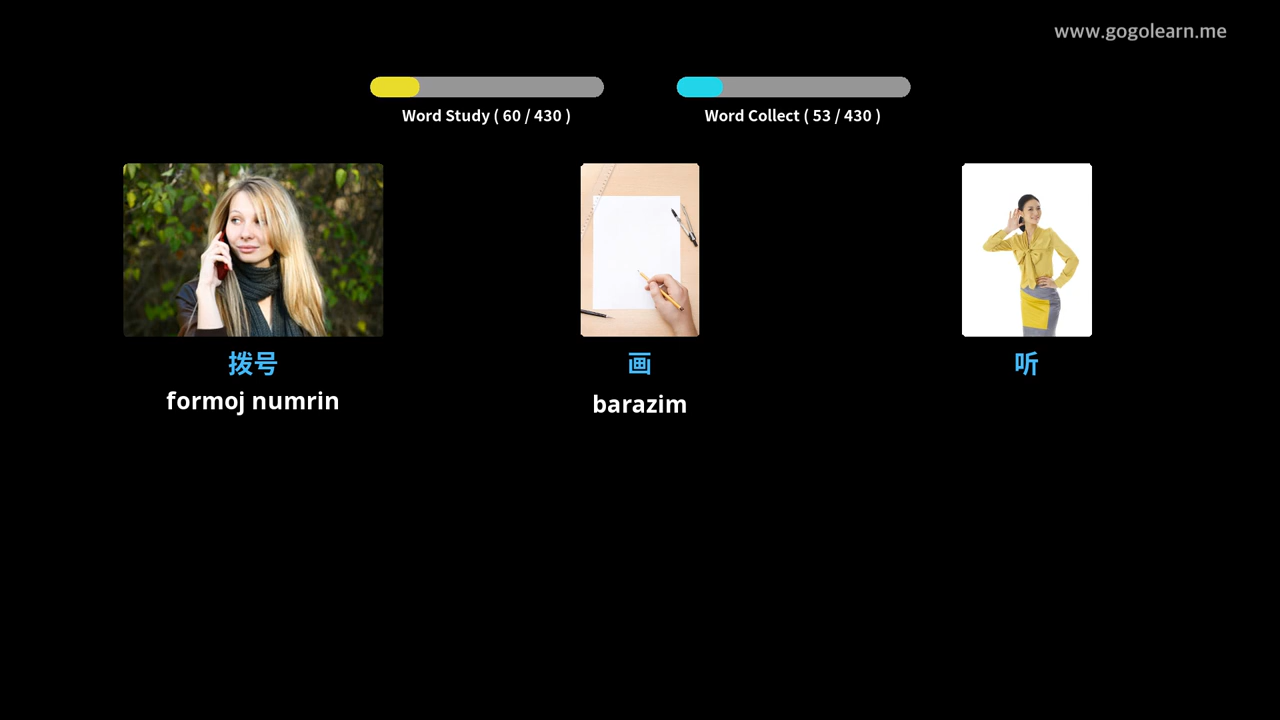 www.gogolearn.me
Word Study ( 60 / 430 )
Word Collect ( 53 / 430 )
拨号
画
听
formoj numrin
barazim